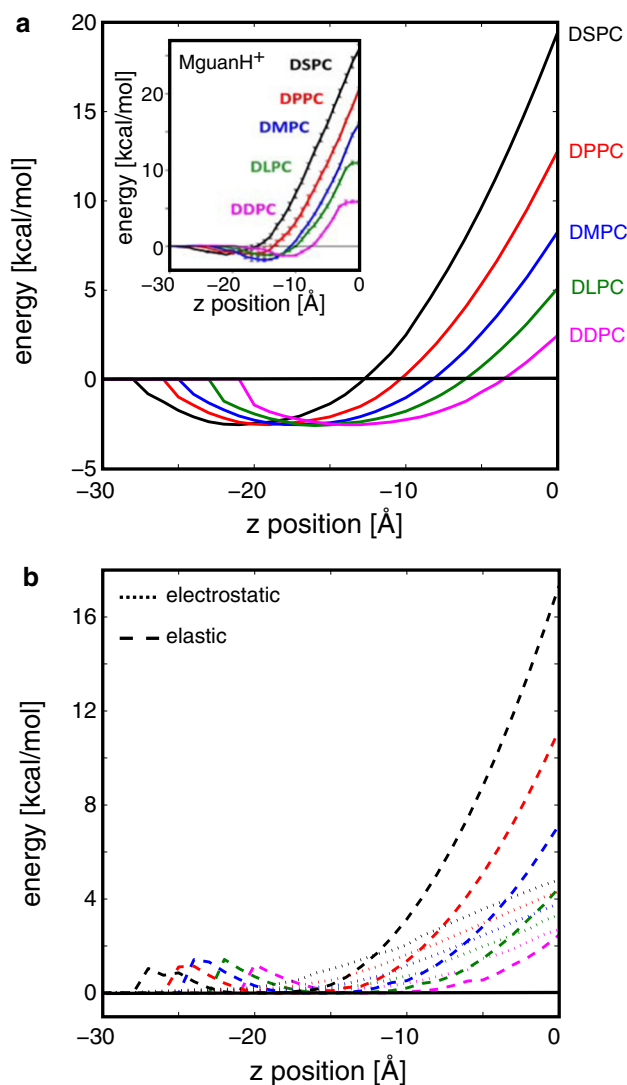 a
20
15
10
5
0
−5
energy [kcal/mol]
DSPC
DPPC
DMPC
DLPC
DDPC
MguanH+
DSPC
DPPC
DMPC
DLPC
DDPC
20
10
0
energy [kcal/mol]
−30 −20 −10 0
z position [Å]
−30 −20 −10 0
z position [Å]
b
electrostatic
elastic
16
12
8
4
0
energy [kcal/mol]
−30 −20 −10 0
z position [Å]